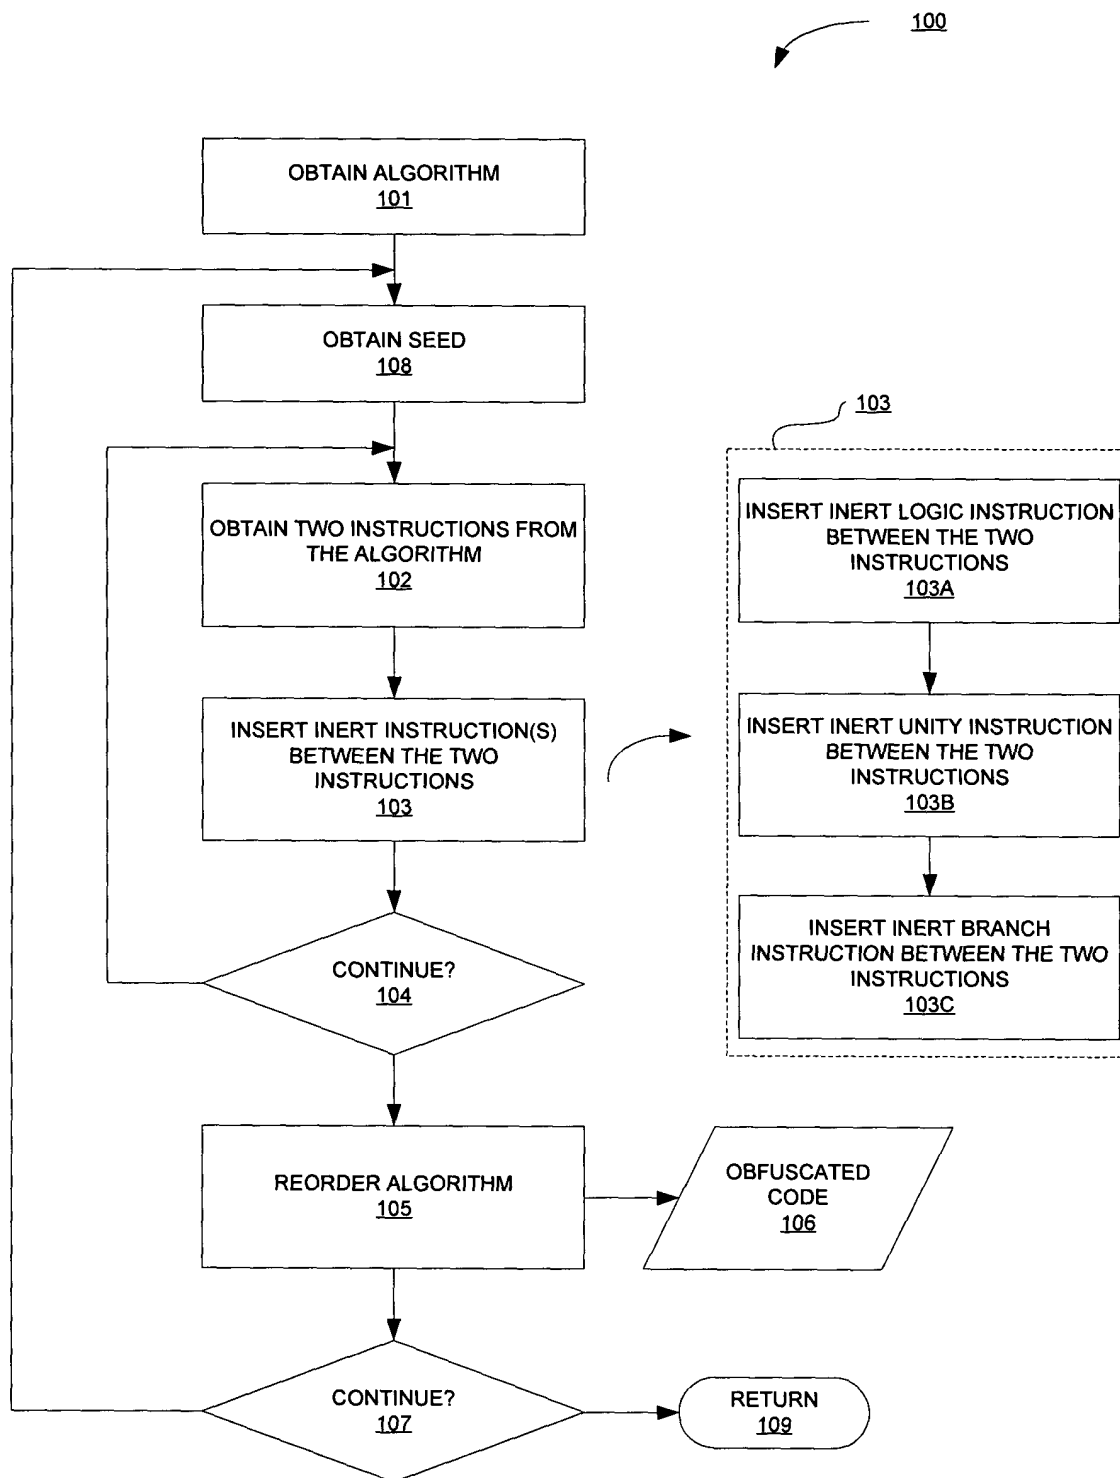 100
OBTAIN ALGORITHM
101
OBTAIN SEED
108
103
OBTAIN TWO INSTRUCTIONS FROM
THE ALGORITHM
102
INSERT INERT LOGIC INSTRUCTION
BETWEEN THE TWO
INSTRUCTIONS
103A
INSERT INERT INSTRUCTION(S)
BETWEEN THE TWO
INSTRUCTIONS
103
INSERT INERT UNITY INSTRUCTION
BETWEEN THE TWO
INSTRUCTIONS
103B
INSERT INERT BRANCH
INSTRUCTION BETWEEN THE TWO
INSTRUCTIONS
103C
CONTINUE?
104
REORDER ALGORITHM
105
OBFUSCATED
CODE
106
CONTINUE?
107
RETURN
109